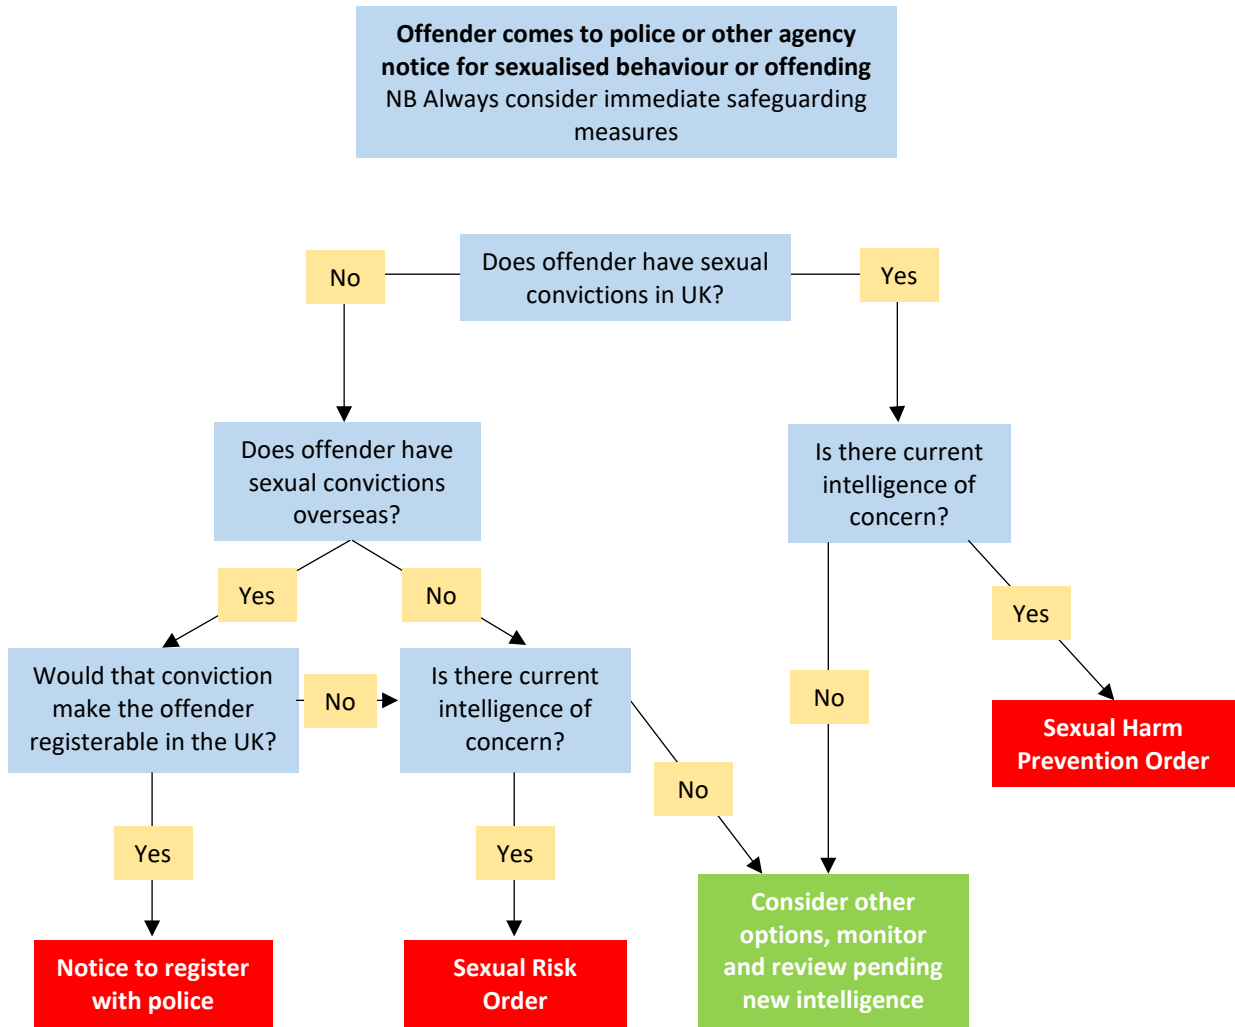 Offender comes to police or other agency
notice for sexualised behaviour or offending
NB Always consider immediate safeguarding
measures
Does offender have sexual
convictions in UK?
No
Yes
Does offender have
sexual convictions
overseas?
Is there current
intelligence of
concern?
Yes
No
Yes
Would that conviction
make the offender
registerable in the UK?
No
Is there current
intelligence of
concern?
No
Sexual Harm
Prevention Order
No
Yes
Yes
Notice to register
with police
Sexual Risk
Order
Consider other
options, monitor
and review pending
new intelligence